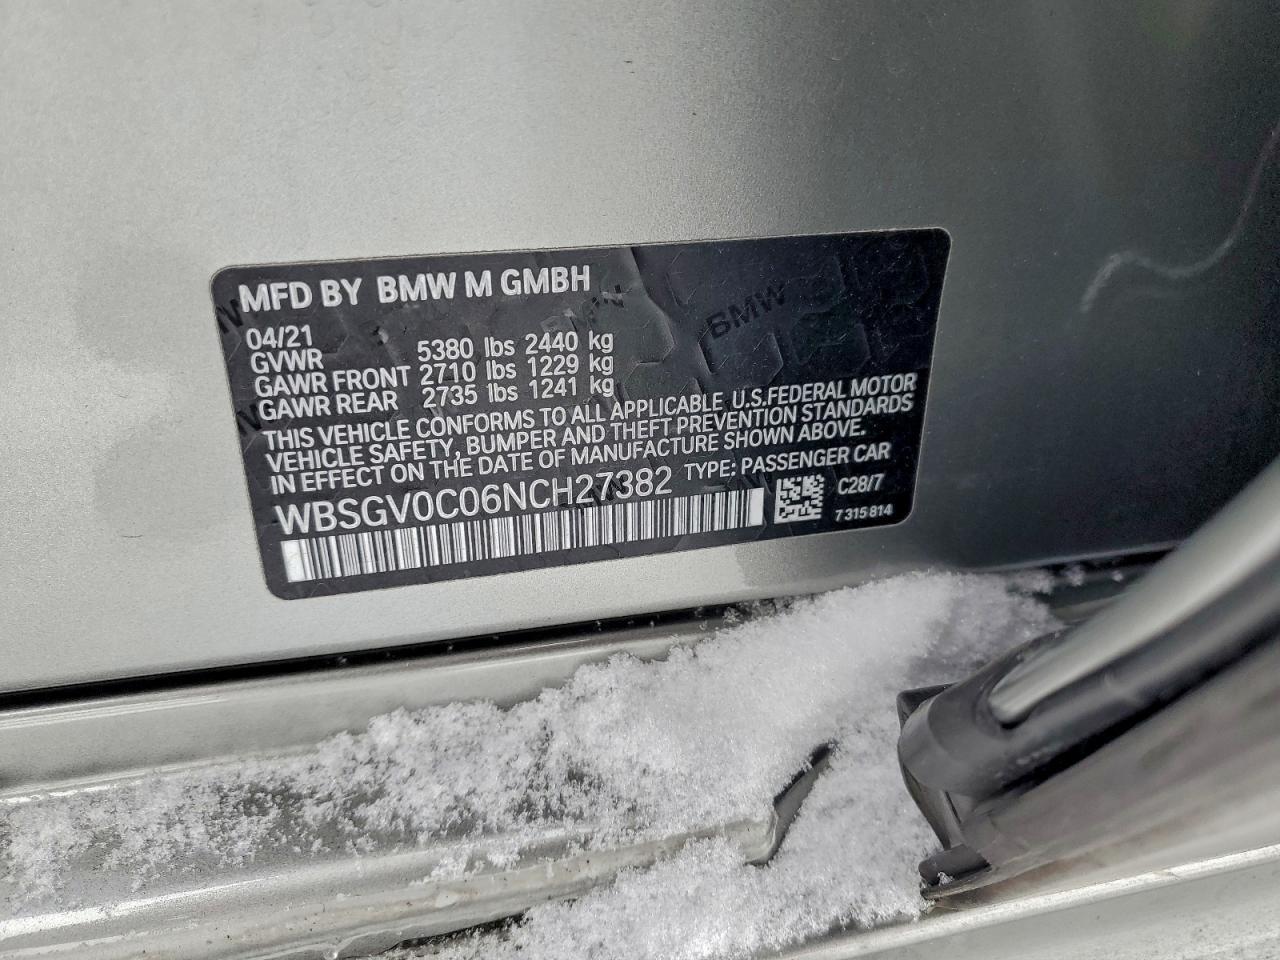 MFD BY BMW M GMBH
04/21
GVWR 5380 lbs 2440 kg
GAWR FRONT 2710 lbs 1229 kg
GAWR REAR 2735 lbs 1241 kg
THIS VEHICLE CONFORMS TO ALL APPLICABLE U.S.FEDERAL MOTOR
VEHICLE SAFETY, BUMPER AND THEFT PREVENTION STANDARDS
IN EFFECT ON THE DATE OF MANUFACTURE SHOWN ABOVE.
WBSGV0C06NCH27382 TYPE: PASSENGER CAR
C28/7
7 315 814
BMW